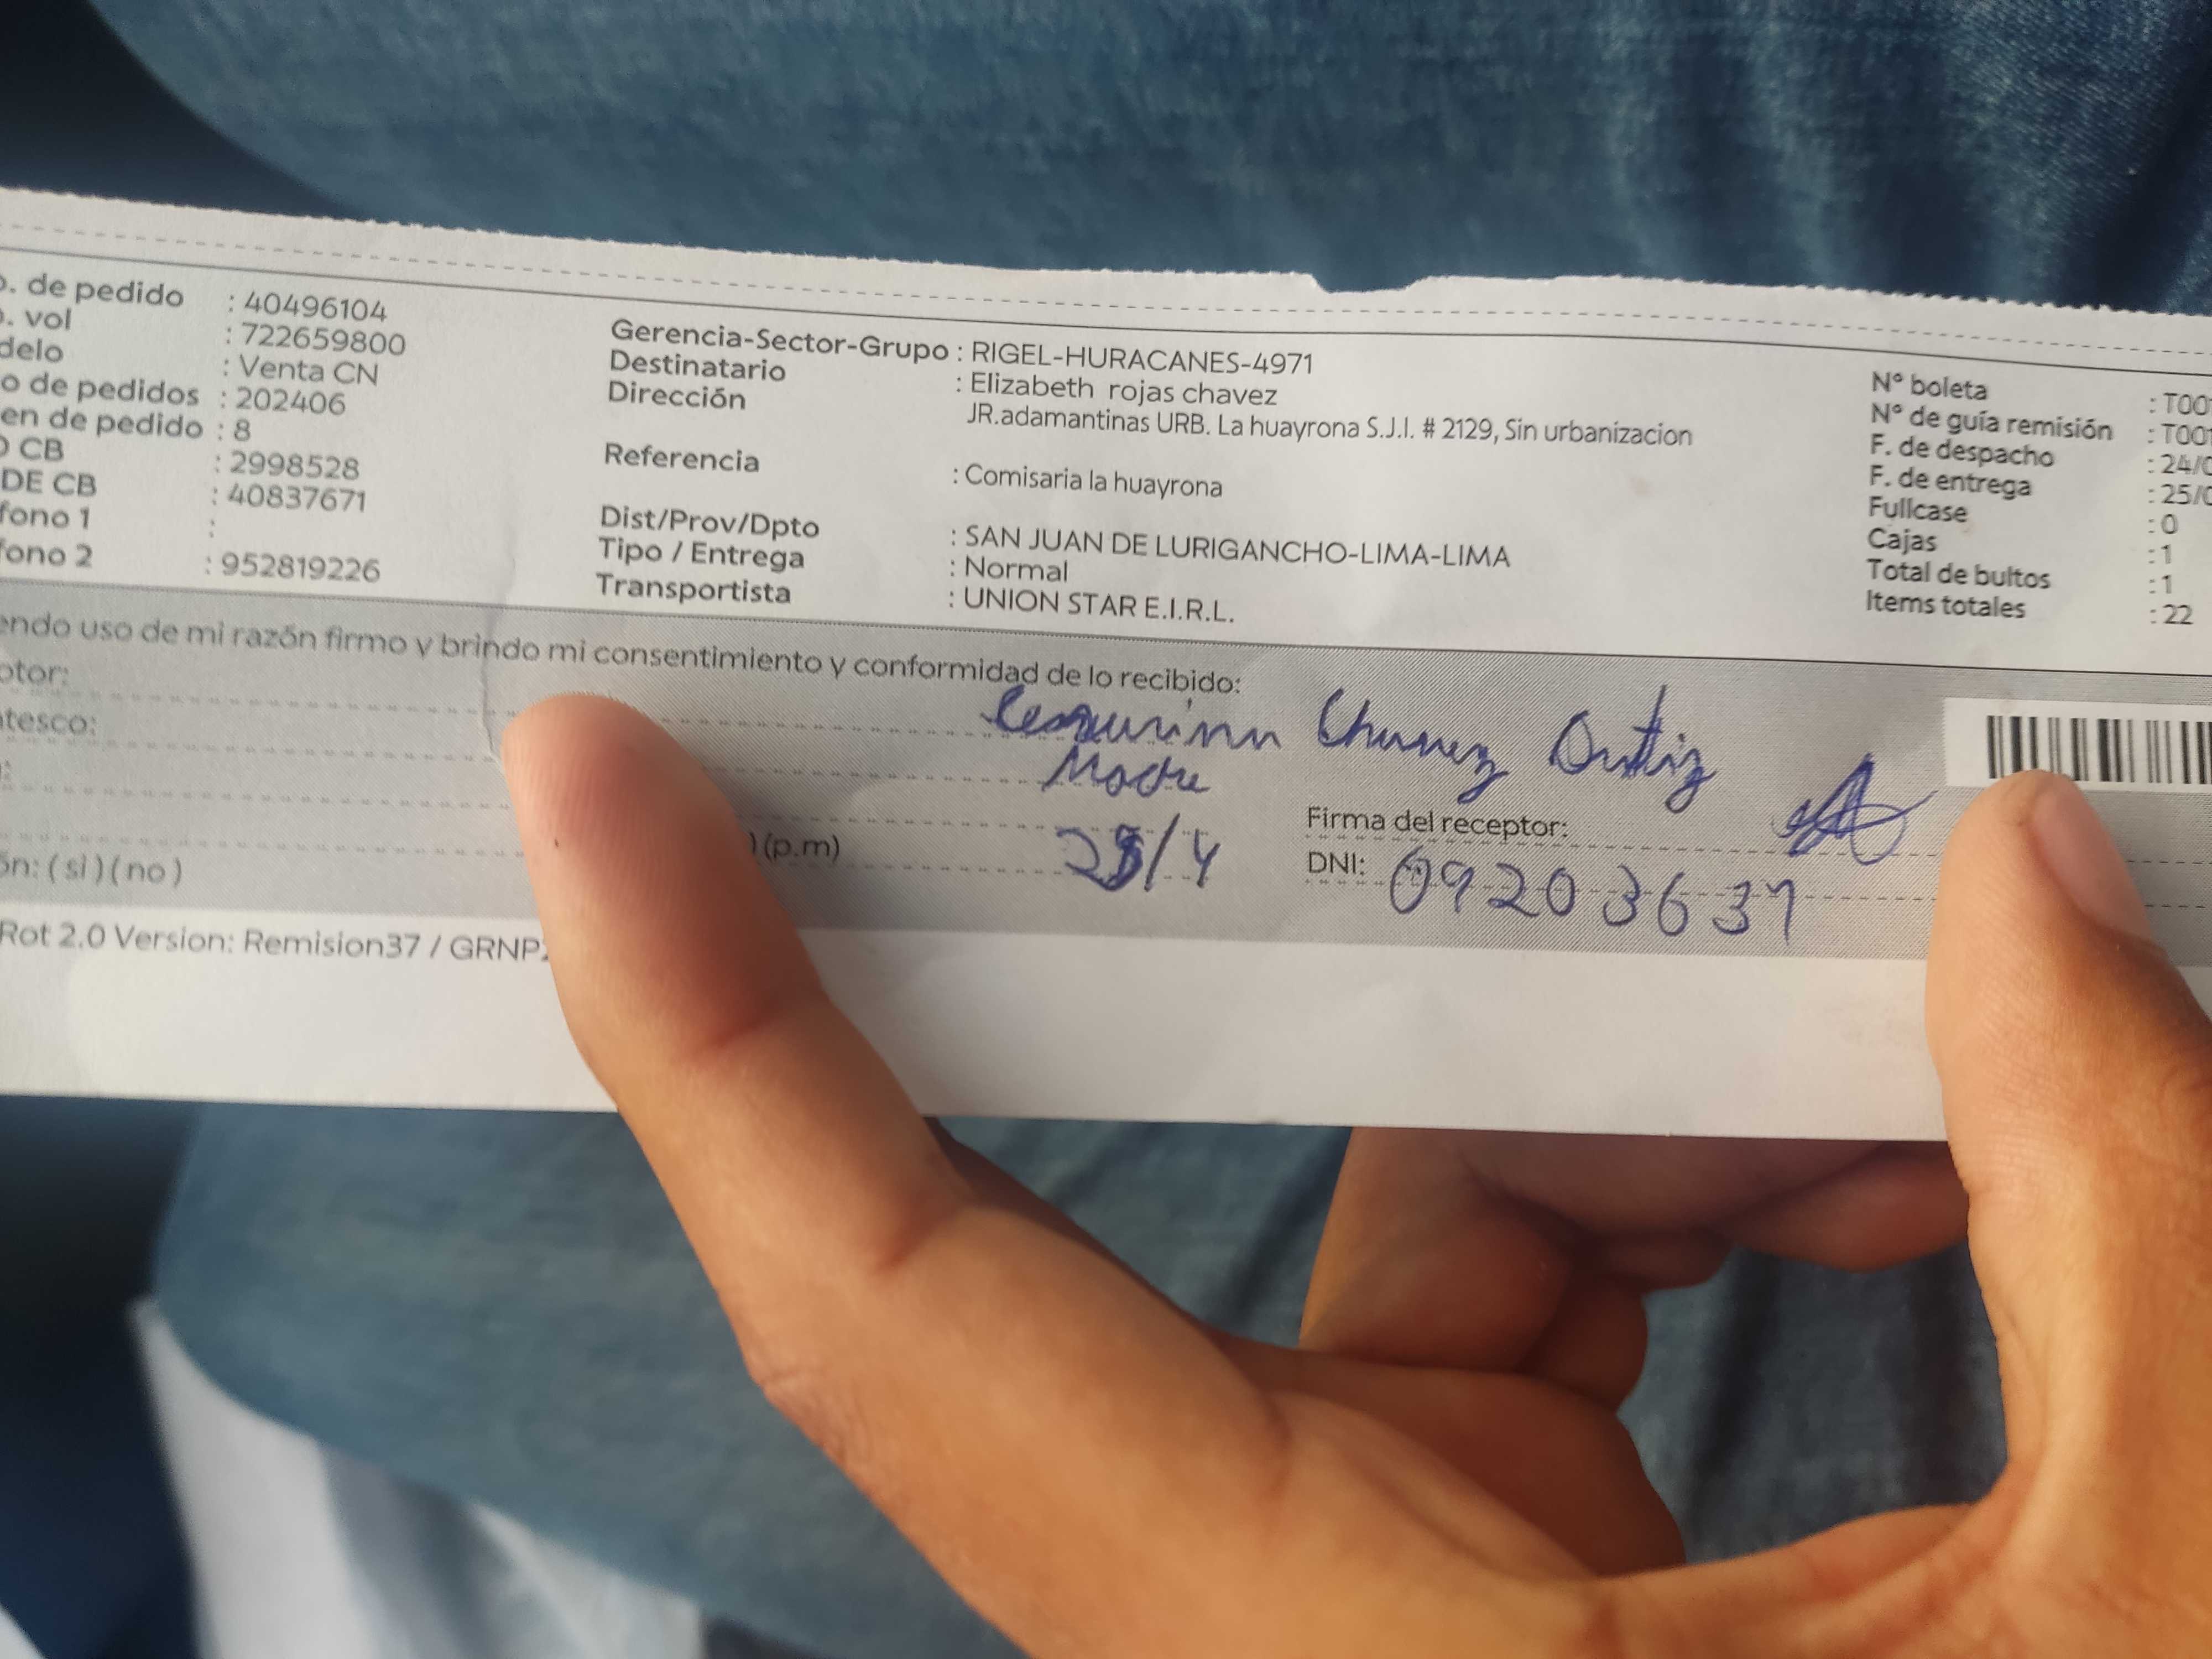 . de pedido : 40496104
. vol : 722659800
delo : Venta CN
o de pedidos : 202406
en de pedido : 8
CB : 2998528
DE CB : 40837671
fono 1 :
fono 2 : 952819226
Gerencia-Sector-Grupo : RIGEL-HURACANES-4971
Destinatario : Elizabeth rojas chavez
Dirección JR.adamantinas URB. La huayrona S.J.l. # 2129, Sin urbanizacion
Referencia : Comisaria la huayrona
Dist/Prov/Dpto : SAN JUAN DE LURIGANCHO-LIMA-LIMA
Tipo / Entrega : Normal
Transportista : UNION STAR E.I.R.L.
N° boleta : T00
N° de guía remisión : T001
F. de despacho : 24/0
F. de entrega : 25/0
Fullcase : 0
Cajas : 1
Total de bultos : 1
Items totales : 22
endo uso de mi razón firmo y brindo mi consentimiento y conformidad de lo recibido:
ptor: Chavez Ortiz
tesco: Madre
) (p.m) 25/4
Firma del receptor:
DNI: 09203637
ón: ( si ) ( no )
Rot 2.0 Version: Remision37 / GRNP